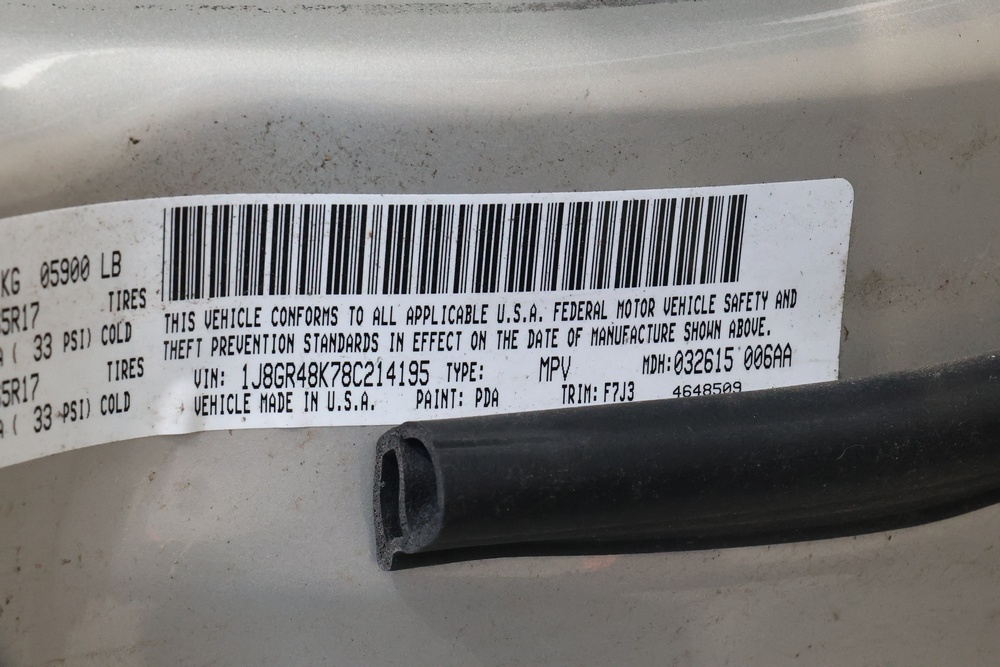 KG 05900 LB
5R17 TIRES
( 33 PSI) COLD
5R17 TIRES
( 33 PSI) COLD
THIS VEHICLE CONFORMS TO ALL APPLICABLE U.S.A. FEDERAL MOTOR VEHICLE SAFETY AND
THEFT PREVENTION STANDARDS IN EFFECT ON THE DATE OF MANUFACTURE SHOWN ABOVE.
VIN: 1J8GR48K78C214195 TYPE: MPV MDH:032615 006AA
VEHICLE MADE IN U.S.A. PAINT: PDA TRIM: F7J3 4648509